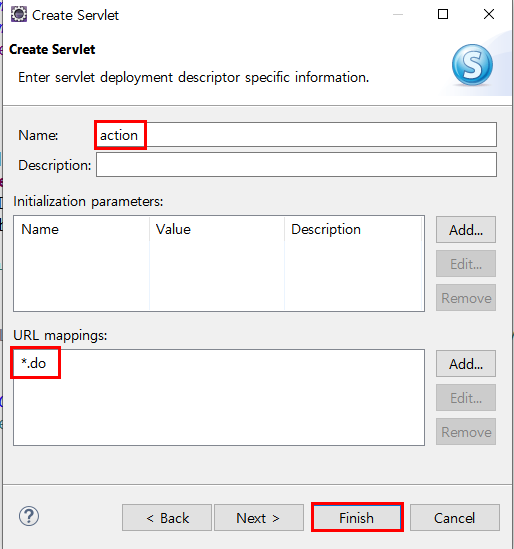 Create Servlet
Create Servlet
Enter servlet deployment descriptor specific information.
S
Name: action
Description:
Initialization parameters:
Name Value Description
Add...
Edit...
Remove
URL mappings:
*.do
Add...
Edit...
Remove
? < Back Next > Finish Cancel